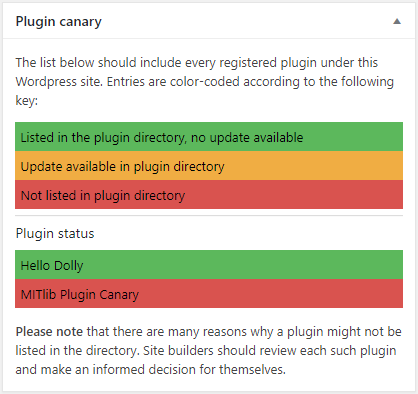 Plugin canary
The list below should include every registered plugin under this
Wordpress site. Entries are color-coded according to the following
key:
Listed in the plugin directory, no update available
Update available in plugin directory
Not listed in plugin directory
Plugin status
Hello Dolly
MITlib Plugin Canary
Please note that there are many reasons why a plugin might not be
listed in the directory. Site builders should review each such plugin
and make an informed decision for themselves.